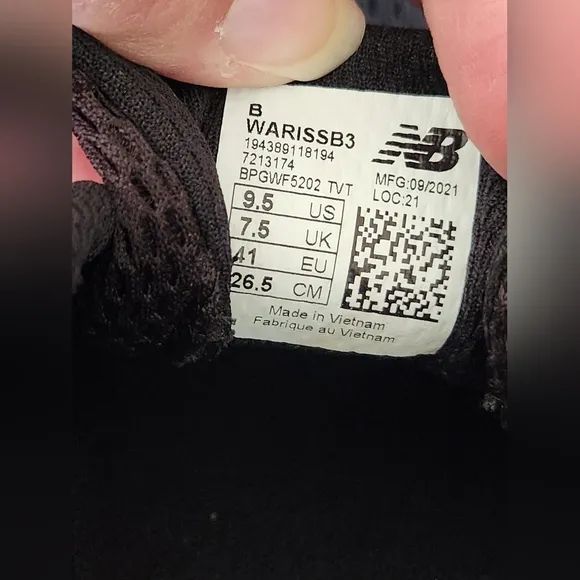 B
WARISSB3
194389118194
7213174
BPGWF5202 TVT
NB
MFG:09/2021
LOC:21
9.5 US
7.5 UK
41 EU
26.5 CM
Made in Vietnam
Fabrique au Vietnam